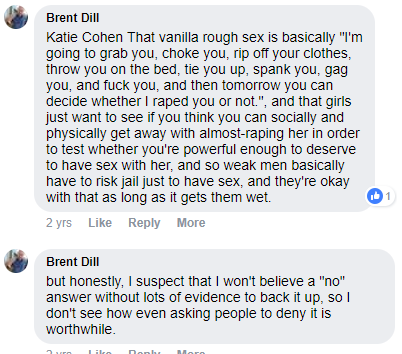 Brent Dill
Katie Cohen That vanilla rough sex is basically "I'm
going to grab you, choke you, rip off your clothes,
throw you on the bed, tie you up, spank you, gag
you, and fuck you, and then tomorrow you can
decide whether I raped you or not.", and that girls
just want to see if you think you can socially and
physically get away with almost-raping her in order
to test whether you're powerful enough to deserve
to have sex with her, and so weak men basically
have to risk jail just to have sex, and they're okay
with that as long as it gets them wet.
1
2 yrs Like Reply More
Brent Dill
but honestly, I suspect that I won't believe a "no"
answer without lots of evidence to back it up, so I
don't see how even asking people to deny it is
worthwhile.
2 yrs Like Reply More